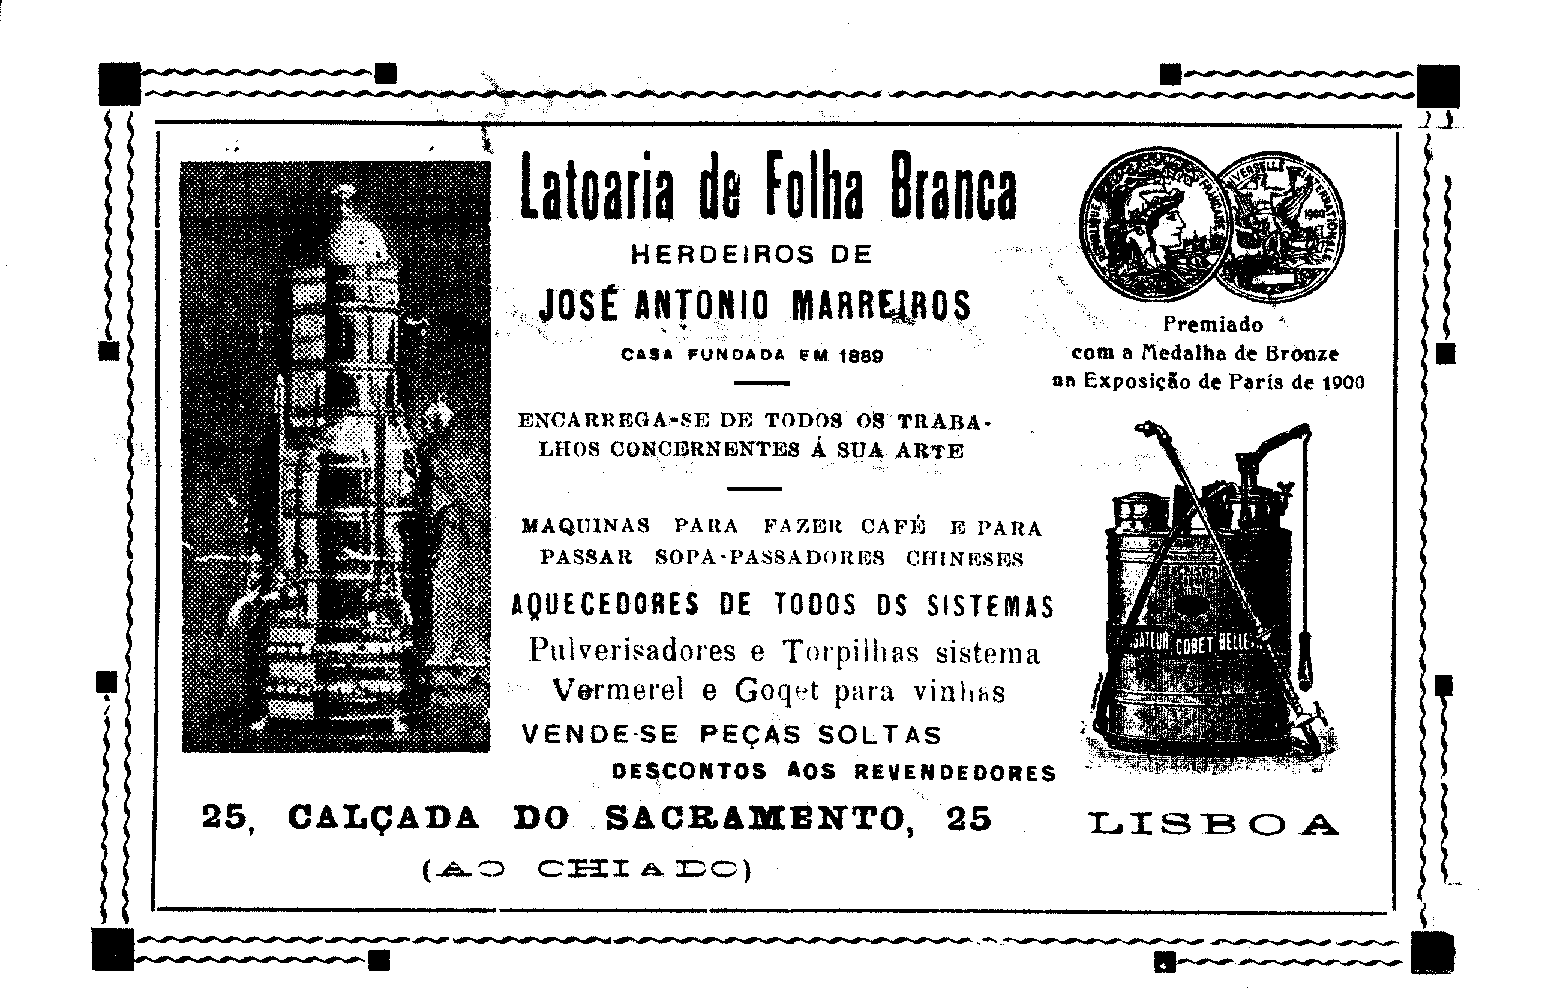 Latoaria de Folha Branca
HERDEIROS DE
JOSÉ ANTONIO MARREIROS
CASA FUNDADA EM 1889
ENCARREGA-SE DE TODOS OS TRABA-
LHOS CONCERNENTES Á SUA ARTE
MAQUINAS PARA FAZER CAFÉ E PARA
PASSAR SOPA-PASSADORES CHINESES
AQUECEDORES DE TODOS OS SISTEMAS
Pulverisadores e Torpilhas sistema
Vermerel e Goqet para vinhas
VENDE-SE PEÇAS SOLTAS
DESCONTOS AOS REVENDEDORES
Premiado
com a Medalha de Bronze
na Exposição de París de 1900
GOBET
25, CALÇADA DO SACRAMENTO, 25 LISBOA
(AO CHIADO)